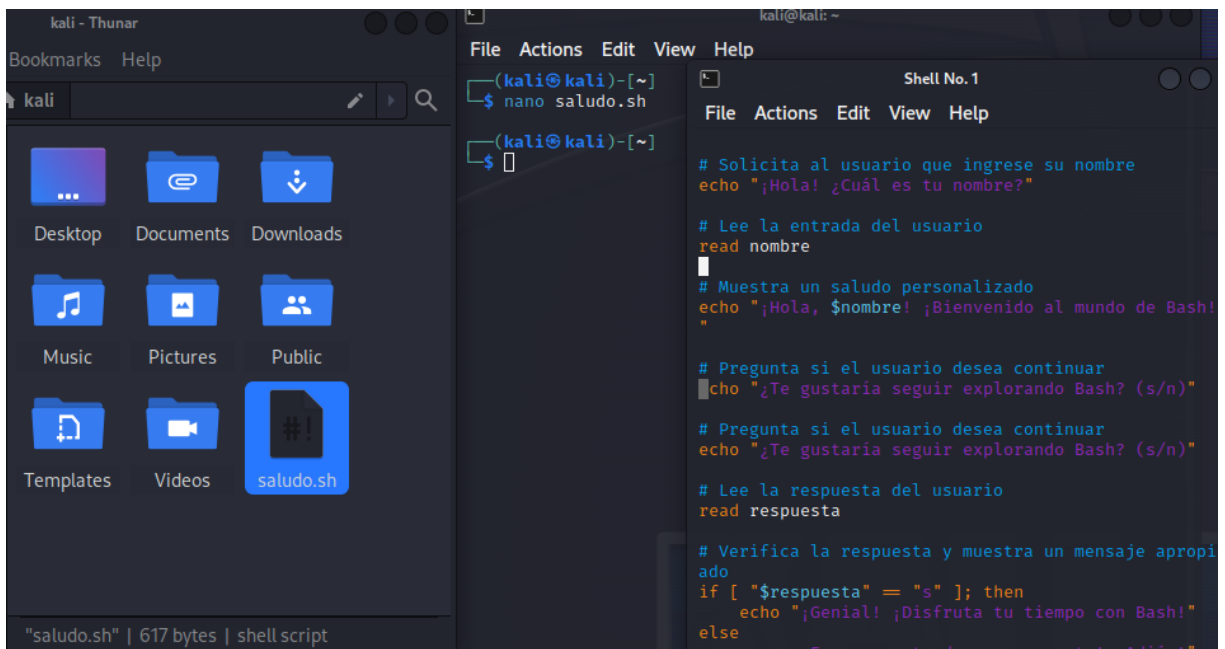 kali - Thunar
Bookmarks Help
kali
Desktop Documents Downloads
Music Pictures Public
Templates Videos saludo.sh
"saludo.sh" | 617 bytes | shell script
kali@kali: ~
File Actions Edit View Help
(kali㉿kali)-[~]
$ nano saludo.sh
(kali㉿kali)-[~]
$
Shell No. 1
File Actions Edit View Help
# Solicita al usuario que ingrese su nombre
echo "¡Hola! ¿Cuál es tu nombre?"
# Lee la entrada del usuario
read nombre
# Muestra un saludo personalizado
echo "¡Hola, $nombre! ¡Bienvenido al mundo de Bash!
"
# Pregunta si el usuario desea continuar
echo "¿Te gustaría seguir explorando Bash? (s/n)"
# Pregunta si el usuario desea continuar
echo "¿Te gustaría seguir explorando Bash? (s/n)"
# Lee la respuesta del usuario
read respuesta
# Verifica la respuesta y muestra un mensaje apropi
ado
if [ "$respuesta" == "s" ]; then
echo "¡Genial! ¡Disfruta tu tiempo con Bash!"
else